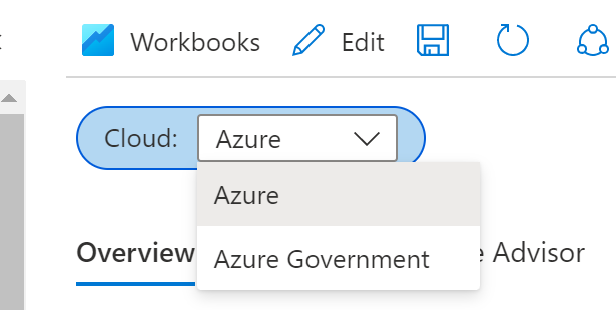 Workbooks Edit
Cloud: Azure
Azure
Azure Government
Overview Advisor